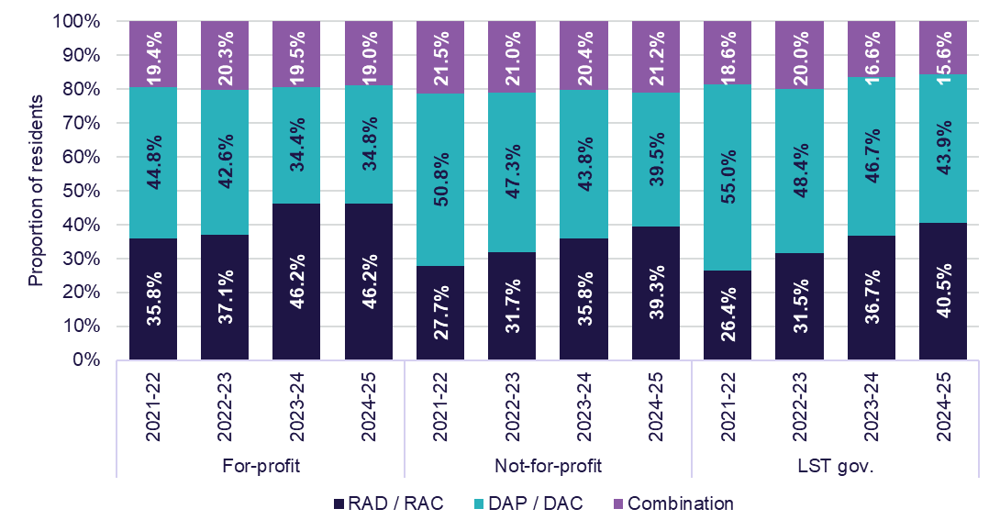 100%
90%
80%
70%
60%
50%
40%
30%
20%
10%
0%
Proportion of residents
19.4% 20.3% 19.5% 19.0% 21.5% 21.0% 20.4% 21.2% 18.6% 20.0% 16.6% 15.6%
44.8% 42.6% 34.4% 34.8% 50.8% 47.3% 43.8% 39.5% 55.0% 48.4% 46.7% 43.9%
35.8% 37.1% 46.2% 46.2% 27.7% 31.7% 35.8% 39.3% 26.4% 31.5% 36.7% 40.5%
2021-22 2022-23 2023-24 2024-25 2021-22 2022-23 2023-24 2024-25 2021-22 2022-23 2023-24 2024-25
For-profit Not-for-profit LST gov.
RAD / RAC DAP / DAC Combination